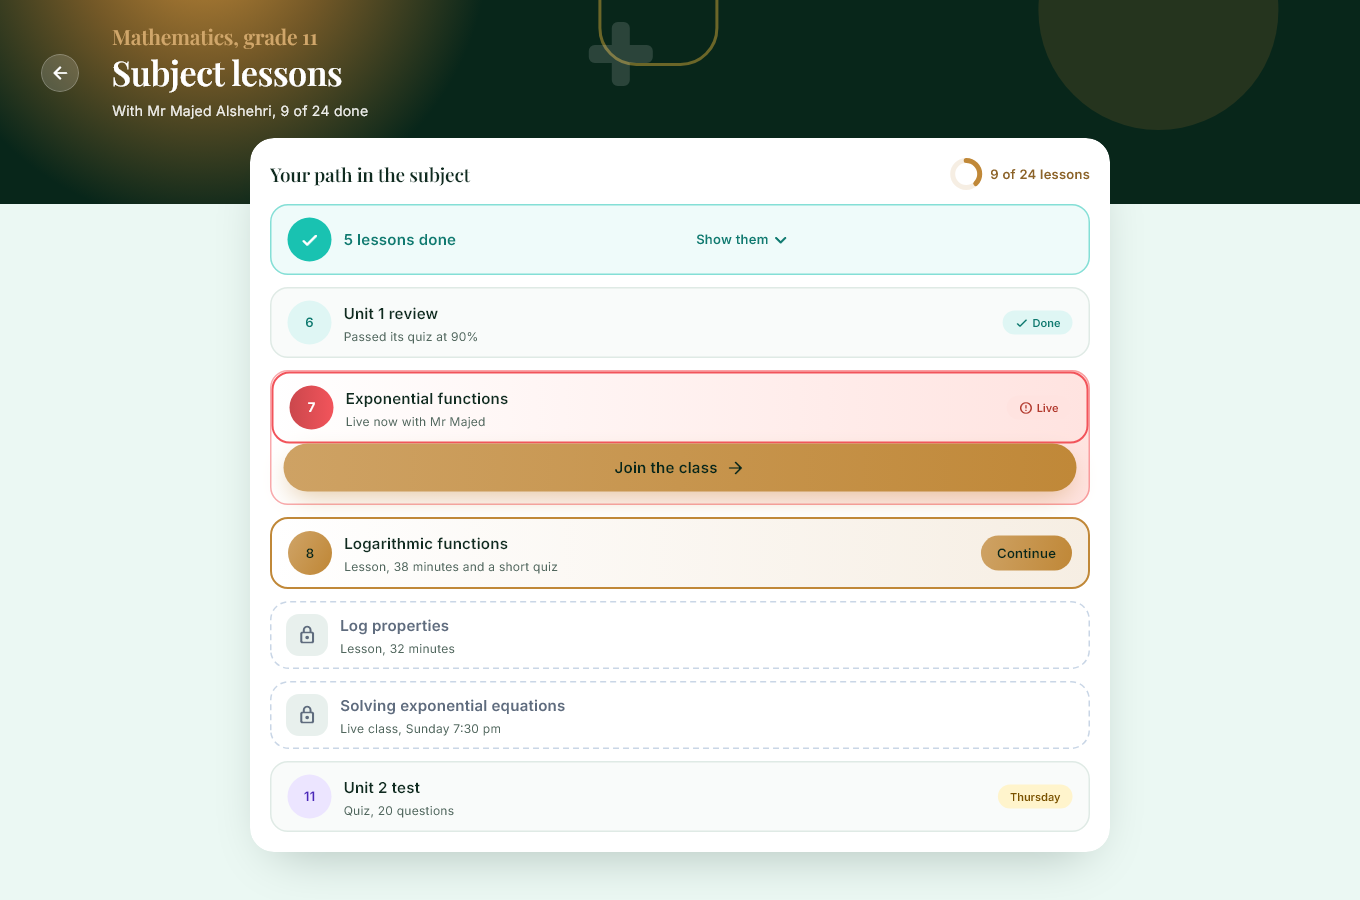 Mathematics, grade 11
Subject lessons
With Mr Majed Alshehri, 9 of 24 done
Your path in the subject
9 of 24 lessons
5 lessons done
Show them
6
Unit 1 review
Passed its quiz at 90%
Done
7
Exponential functions
Live now with Mr Majed
Live
Join the class
8
Logarithmic functions
Lesson, 38 minutes and a short quiz
Continue
Log properties
Lesson, 32 minutes
Solving exponential equations
Live class, Sunday 7:30 pm
11
Unit 2 test
Quiz, 20 questions
Thursday